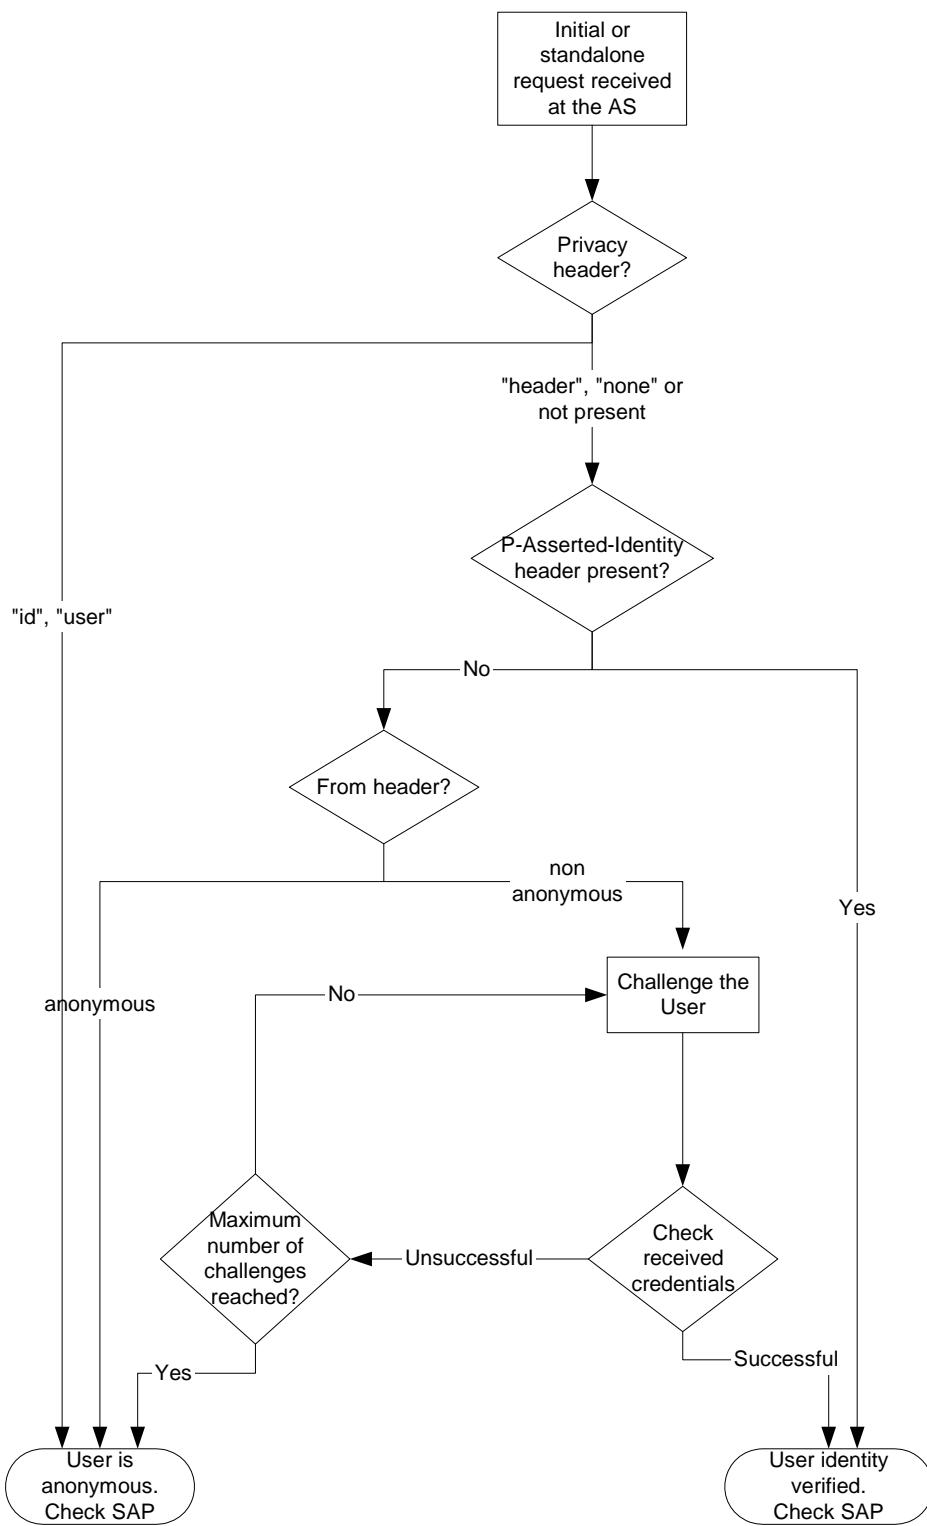 Initial or
standalone
request received
at the AS
Privacy
header?
"header", "none" or
not present
P-Asserted-Identity
header present?
"id", "user"
No
From header?
non
anonymous
Yes
anonymous
No
Challenge the
User
Maximum
number of
challenges
reached?
Unsuccessful
Check
received
credentials
Yes
Successful
User is
anonymous.
Check SAP
User identity
verified.
Check SAP